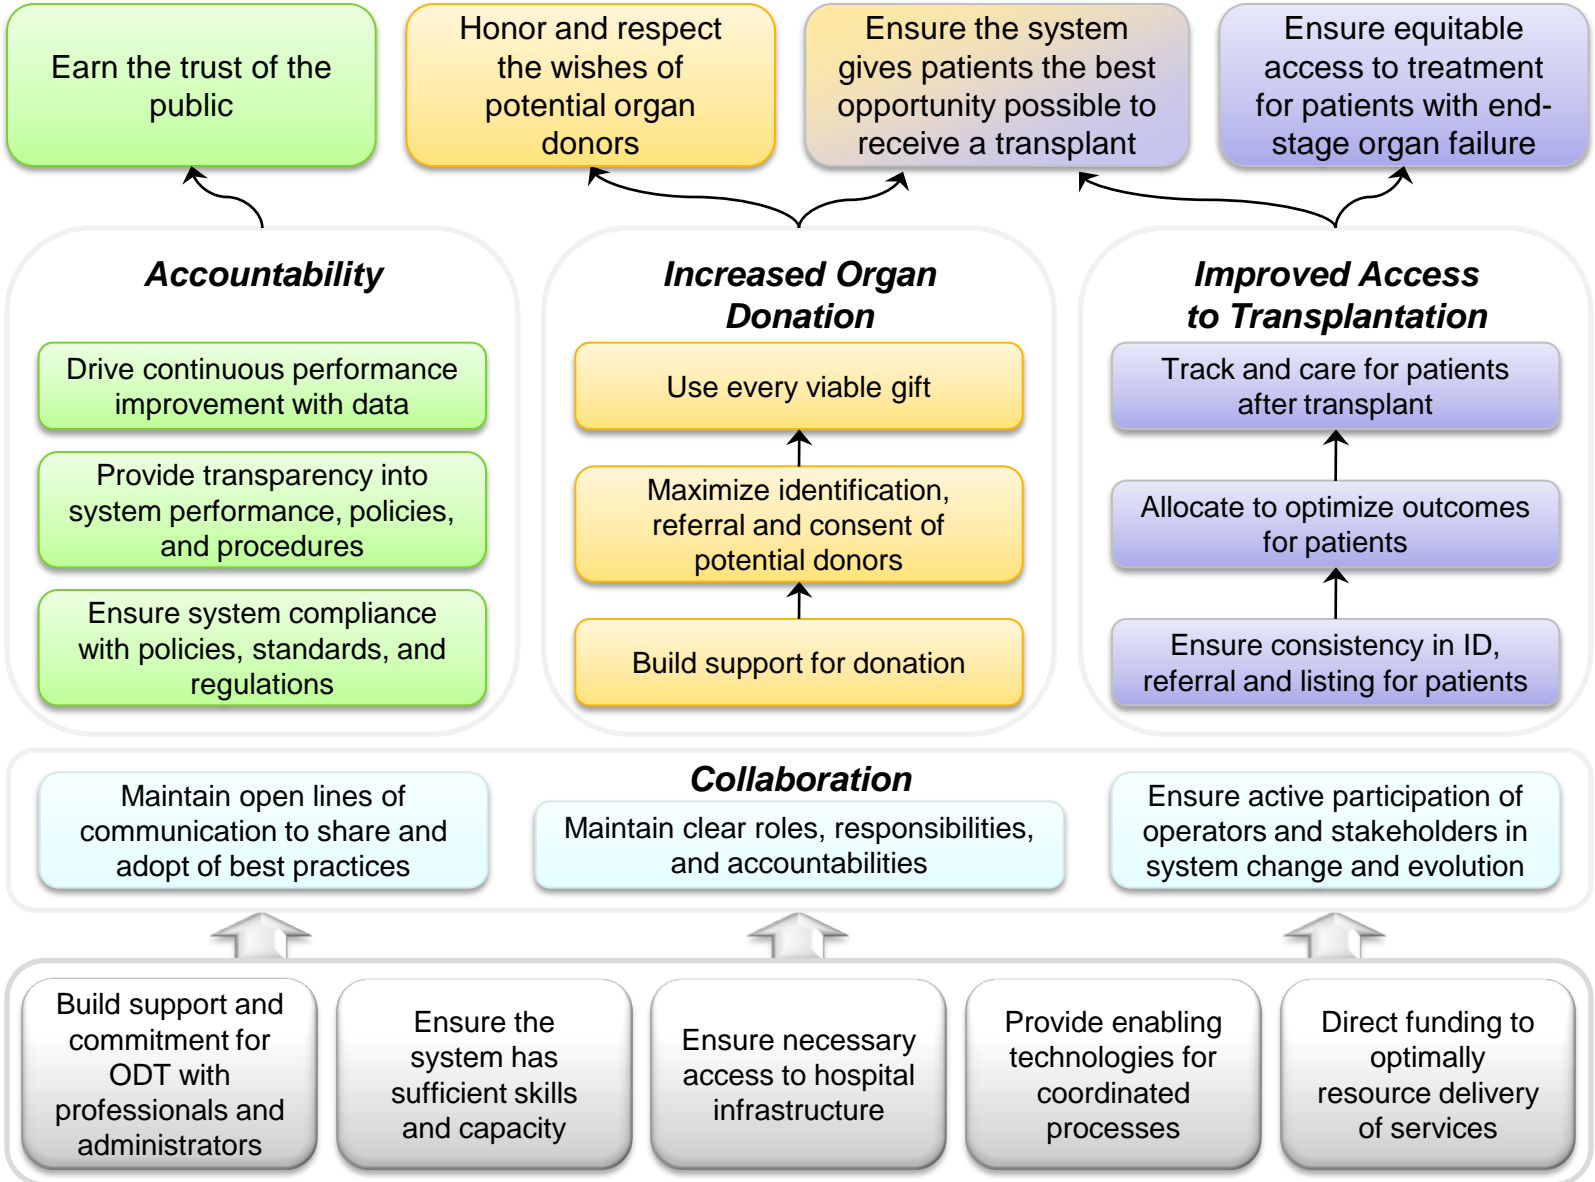 Earn the trust of the
public
Honor and respect
the wishes of
potential organ
donors
Ensure the system
gives patients the best
opportunity possible to
receive a transplant
Ensure equitable
access to treatment
for patients with end-
stage organ failure
Accountability
Drive continuous performance
improvement with data
Provide transparency into
system performance, policies,
and procedures
Ensure system compliance
with policies, standards, and
regulations
Increased Organ
Donation
Use every viable gift
Maximize identification,
referral and consent of
potential donors
Build support for donation
Improved Access
to Transplantation
Track and care for patients
after transplant
Allocate to optimize outcomes
for patients
Ensure consistency in ID,
referral and listing for patients
Collaboration
Maintain open lines of
communication to share and
adopt of best practices
Maintain clear roles, responsibilities,
and accountabilities
Ensure active participation of
operators and stakeholders in
system change and evolution
Build support and
commitment for
ODT with
professionals and
administrators
Ensure the
system has
sufficient skills
and capacity
Ensure necessary
access to hospital
infrastructure
Provide enabling
technologies for
coordinated
processes
Direct funding to
optimally
resource delivery
of services